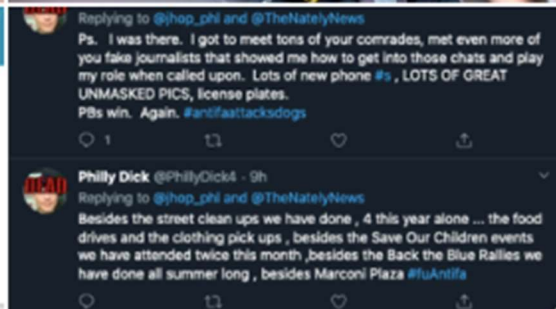 Replying to @jhop_phl and @TheNatelyNews
Ps. I was there. I got to meet tons of your comrades, met even more of
you fake journalists that showed me how to get into those chats and play
my role when called upon. Lots of new phone #s , LOTS OF GREAT
UNMASKED PICS, license plates.
PBs win. Again. #antifaattacksdogs
1
Philly Dick @PhillyDick4 · 9h
Replying to @jhop_phl and @TheNatelyNews
Besides the street clean ups we have done , 4 this year alone ... the food
drives and the clothing pick ups , besides the Save Our Children events
we have attended twice this month ,besides the Back the Blue Rallies we
have done all summer long , besides Marconi Plaza #fuAntifa